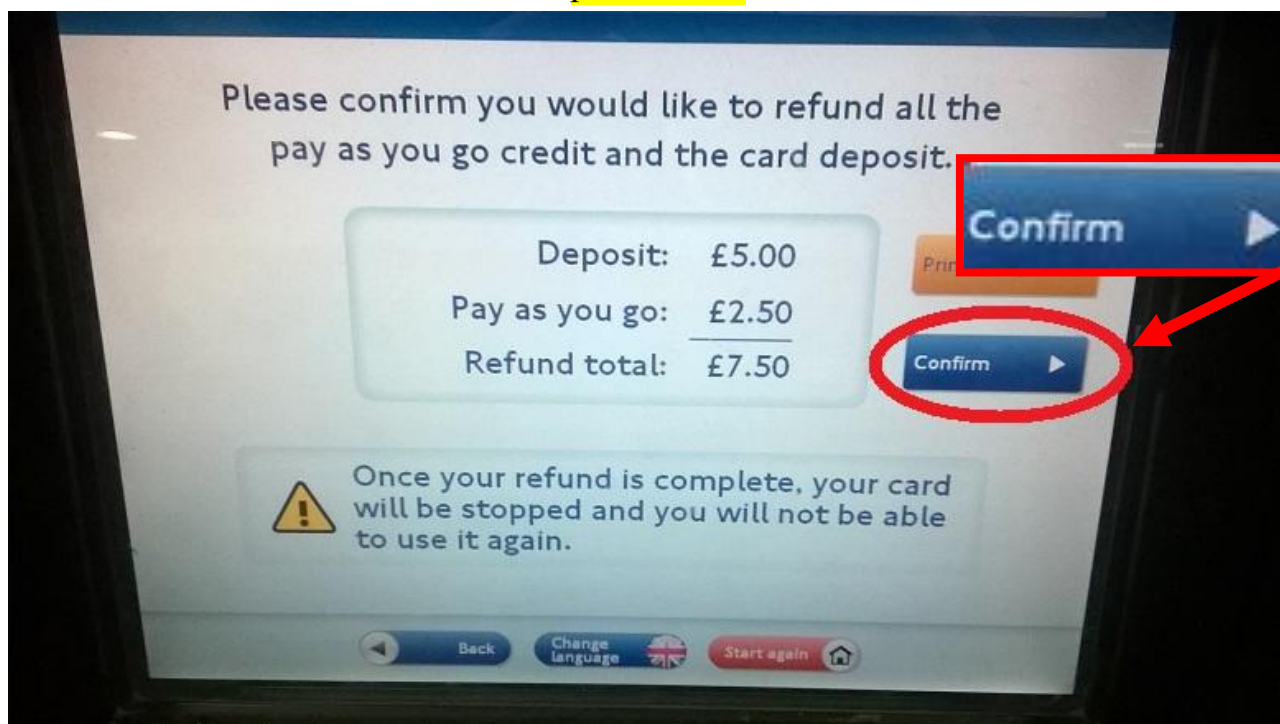 Please confirm you would like to refund all the
pay as you go credit and the card deposit.
Confirm
Deposit: £5.00
Pay as you go: £2.50
Refund total: £7.50
Confirm
Once your refund is complete, your card
will be stopped and you will not be able
to use it again.
Back
Change
language
Start again